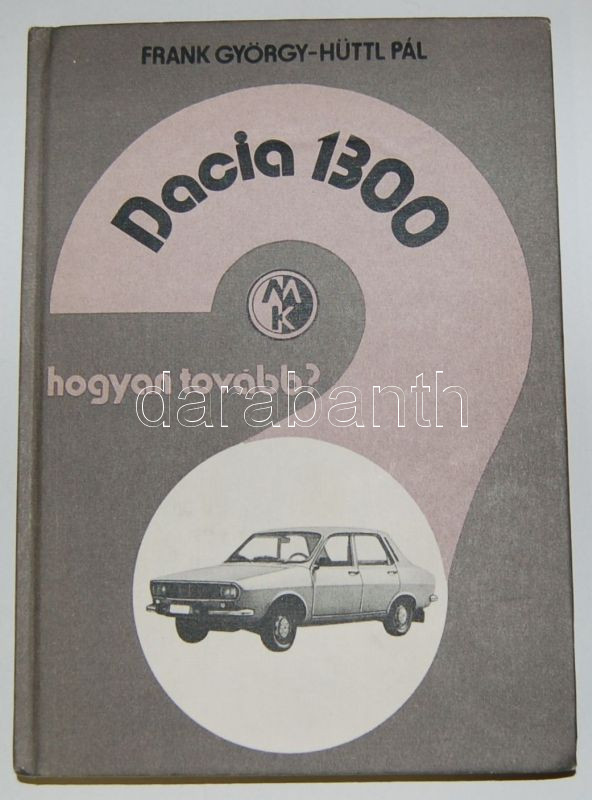 FRANK GYÖRGY-HÜTTL PÁL
Dacia 1300
MK
hogyan tovább?
darabanth